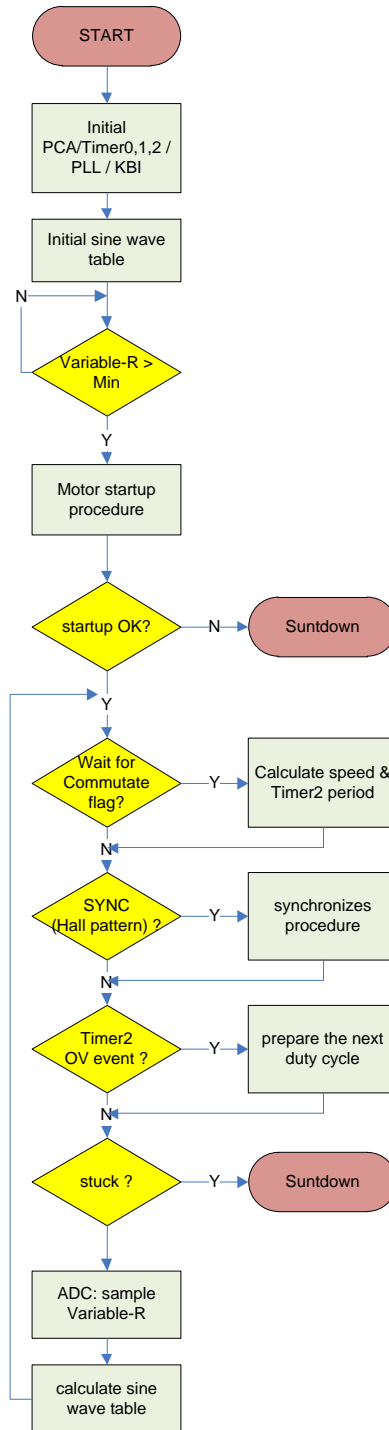 START
Initial
PCA/Timer0,1,2 /
PLL / KBI
Initial sine wave
table
N
Variable-R >
Min
Y
Motor startup
procedure
startup OK?
N
Suntdown
Y
Wait for
Commutate
flag?
Y
Calculate speed &
Timer2 period
N
SYNC
(Hall pattern) ?
Y
synchronizes
procedure
N
Timer2
OV event ?
Y
prepare the next
duty cycle
N
stuck ?
Y
Suntdown
ADC: sample
Variable-R
calculate sine
wave table